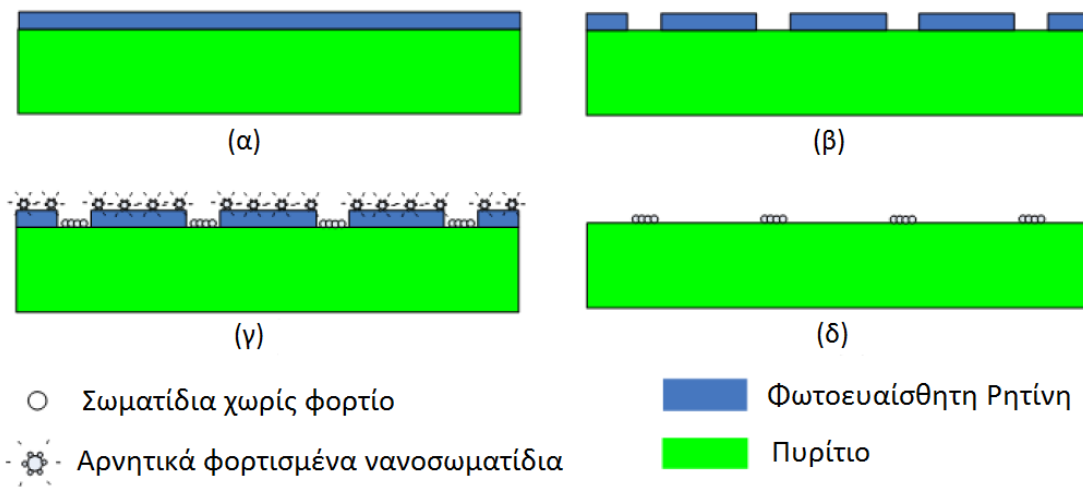 (α)
(β)
(γ)
(δ)
Σωματίδια χωρίς φορτίο
Φωτοευαίσθητη Ρητίνη
Αρνητικά φορτισμένα νανοσωματίδια
Πυρίτιο